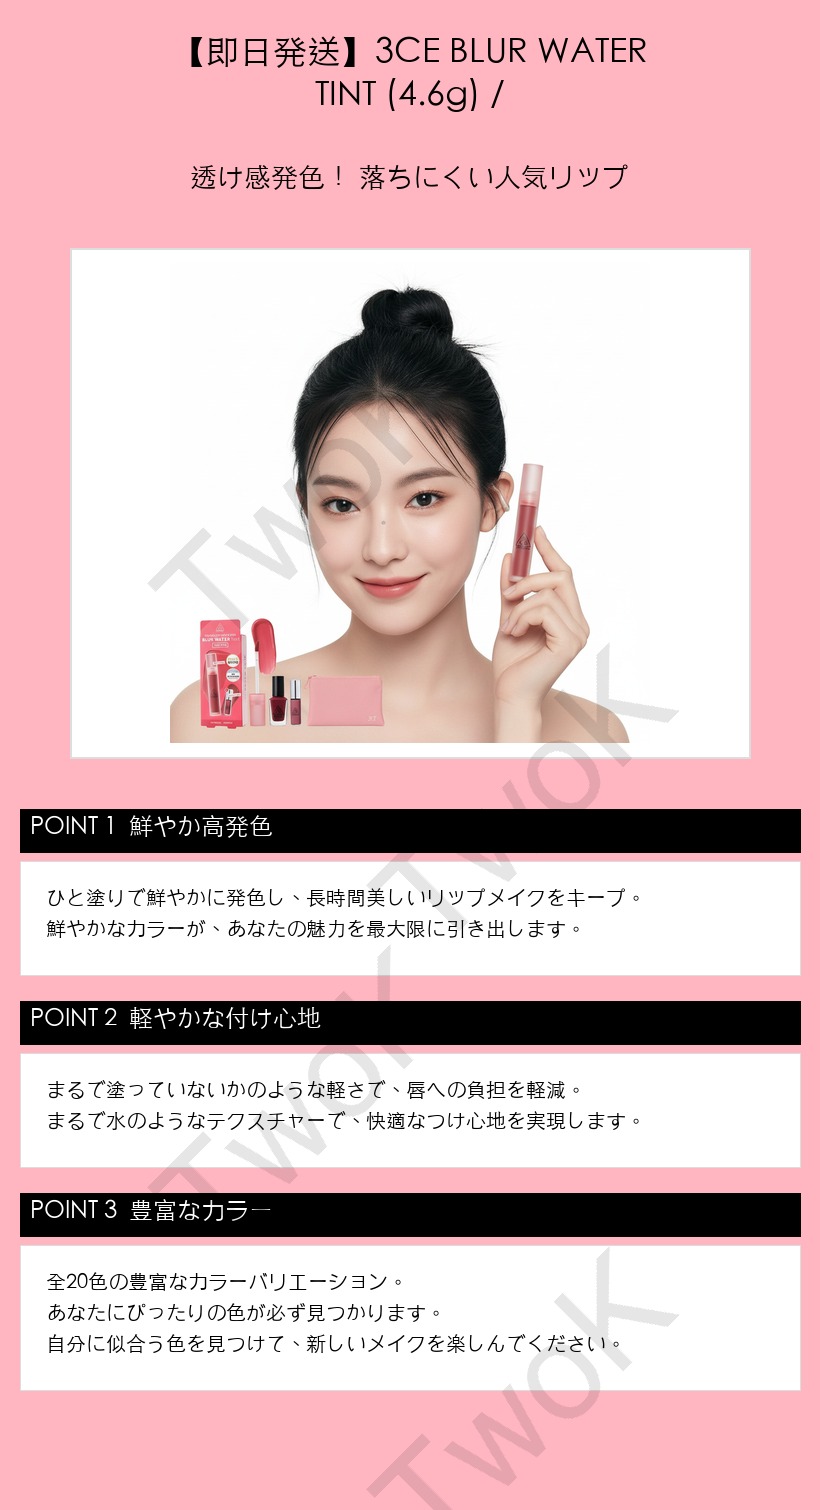 【即日発送】3CE BLUR WATER
TINT (4.6g) /
透け感発色！ 落ちにくい人気リップ
Twok
BLUR WATER TINT
TwoK
POINT 1 鮮やか高発色
ひと塗りで鮮やかに発色し、長時間美しいリップメイクをキープ。
鮮やかなカラーが、あなたの魅力を最大限に引き出します。
TwoK
POINT 2 軽やかな付け心地
まるで塗っていないかのような軽さで、唇への負担を軽減。
まるで水のようなテクスチャーで、快適なつけ心地を実現します。
POINT 3 豊富なカラー
全20色の豊富なカラーバリエーション。
あなたにぴったりの色が必ず見つかります。
自分に似合う色を見つけて、新しいメイクを楽しんでください。
TwoK